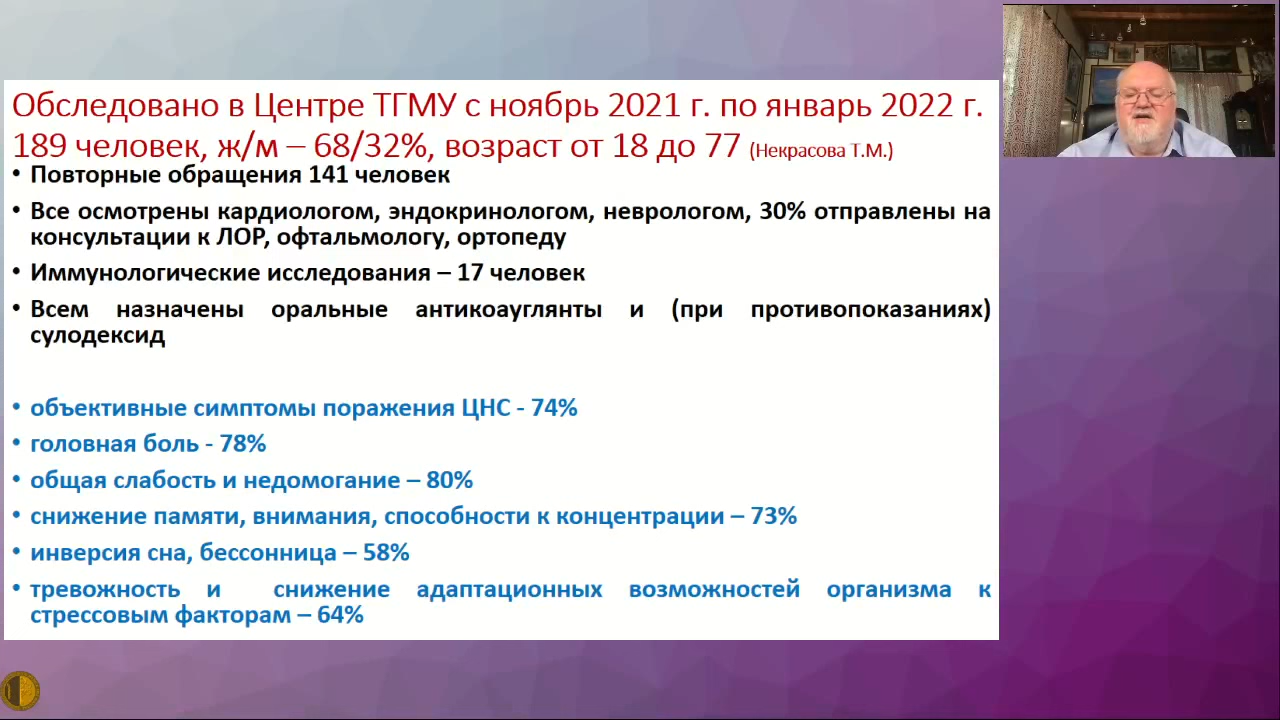 Обследовано в Центре ТГМУ с ноябрь 2021 г. по январь 2022 г.
189 человек, ж/м – 68/32%, возраст от 18 до 77 (Некрасова Т.М.)
• Повторные обращения 141 человек
• Все осмотрены кардиологом, эндокринологом, неврологом, 30% отправлены на
консультации к ЛОР, офтальмологу, ортопеду
• Иммунологические исследования – 17 человек
• Всем назначены оральные антикоауглянты и (при противопоказаниях)
сулодексид
• объективные симптомы поражения ЦНС - 74%
• головная боль - 78%
• общая слабость и недомогание – 80%
• снижение памяти, внимания, способности к концентрации – 73%
• инверсия сна, бессонница – 58%
• тревожность и снижение адаптационных возможностей организма к
стрессовым факторам – 64%